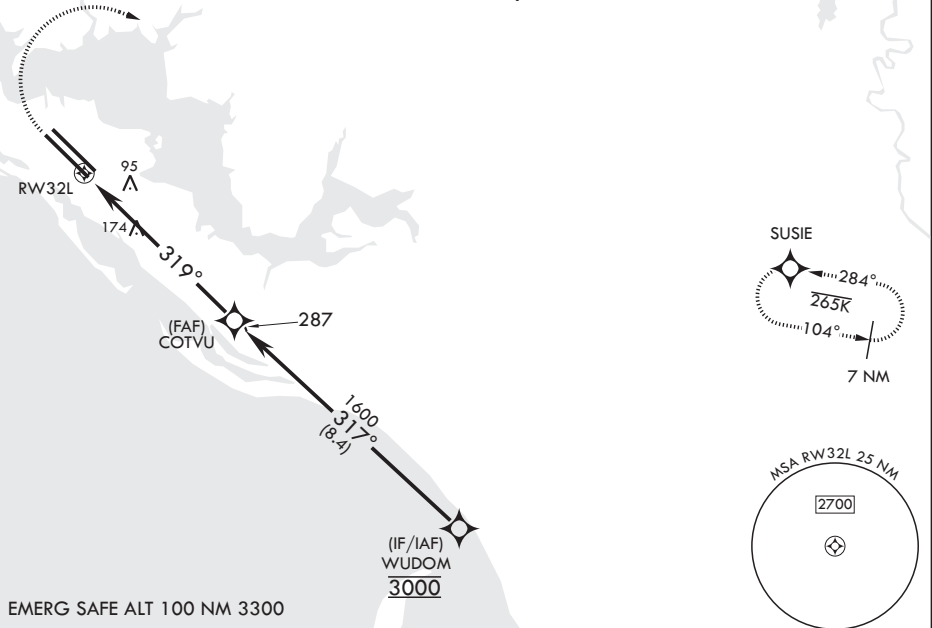 95
RW32L
174
319°
SUSIE
284°
265K
104°
7 NM
287
(FAF)
COTVU
1600
317°
(8.4)
MSA RW32L 25 NM
2700
(IF/IAF)
WUDOM
3000
EMERG SAFE ALT 100 NM 3300